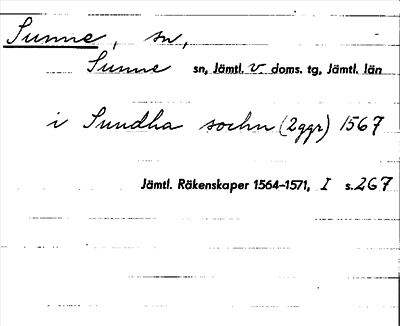 Sunne, sn,
Sunne sn, Jämtl. v. doms. tg, Jämtl. län
i Sundha sochn (2ggr) 1567
Jämtl. Räkenskaper 1564–1571, I s. 267